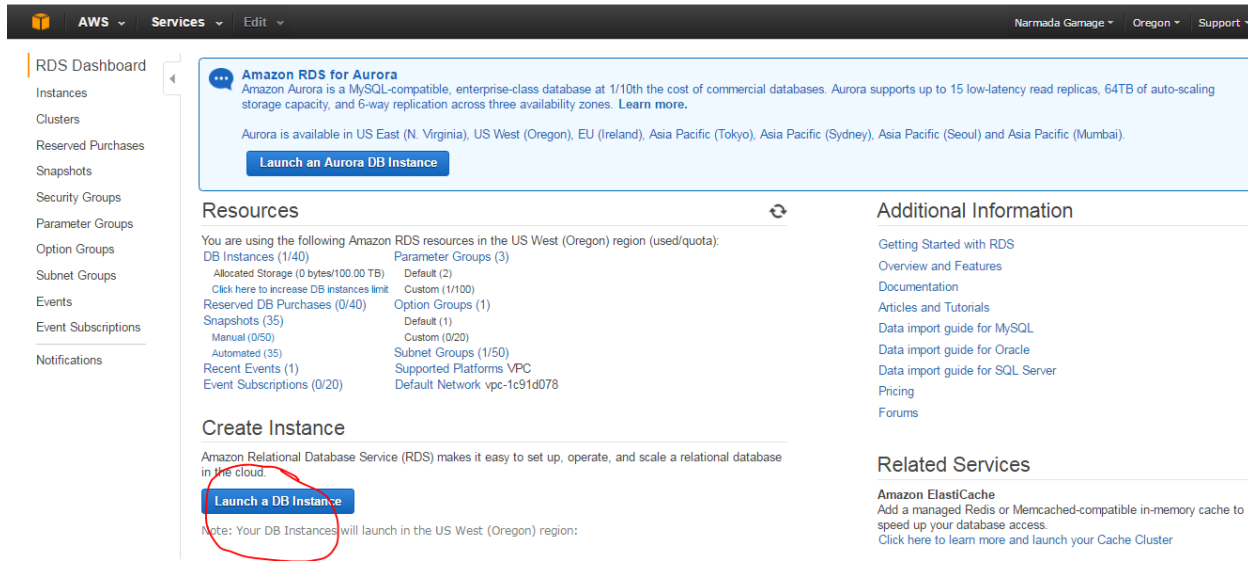 AWS Services Edit Narmada Gamage Oregon Support
RDS Dashboard
Instances
Clusters
Reserved Purchases
Snapshots
Security Groups
Parameter Groups
Option Groups
Subnet Groups
Events
Event Subscriptions
Notifications
Amazon RDS for Aurora
Amazon Aurora is a MySQL-compatible, enterprise-class database at 1/10th the cost of commercial databases. Aurora supports up to 15 low-latency read replicas, 64TB of auto-scaling
storage capacity, and 6-way replication across three availability zones. Learn more.
Aurora is available in US East (N. Virginia), US West (Oregon), EU (Ireland), Asia Pacific (Tokyo), Asia Pacific (Sydney), Asia Pacific (Seoul) and Asia Pacific (Mumbai).
Launch an Aurora DB Instance
Resources
You are using the following Amazon RDS resources in the US West (Oregon) region (used/quota):
DB Instances (1/40)
Allocated Storage (0 bytes/100.00 TB)
Click here to increase DB instances limit
Reserved DB Purchases (0/40)
Snapshots (35)
Manual (0/50)
Automated (35)
Recent Events (1)
Event Subscriptions (0/20)
Parameter Groups (3)
Default (2)
Custom (1/100)
Option Groups (1)
Default (1)
Custom (0/20)
Subnet Groups (1/50)
Supported Platforms VPC
Default Network vpc-1c91d078
Create Instance
Amazon Relational Database Service (RDS) makes it easy to set up, operate, and scale a relational database
in the cloud.
Launch a DB Instance
Note: Your DB Instances will launch in the US West (Oregon) region:
Additional Information
Getting Started with RDS
Overview and Features
Documentation
Articles and Tutorials
Data import guide for MySQL
Data import guide for Oracle
Data import guide for SQL Server
Pricing
Forums
Related Services
Amazon ElastiCache
Add a managed Redis or Memcached-compatible in-memory cache to
speed up your database access.
Click here to learn more and launch your Cache Cluster